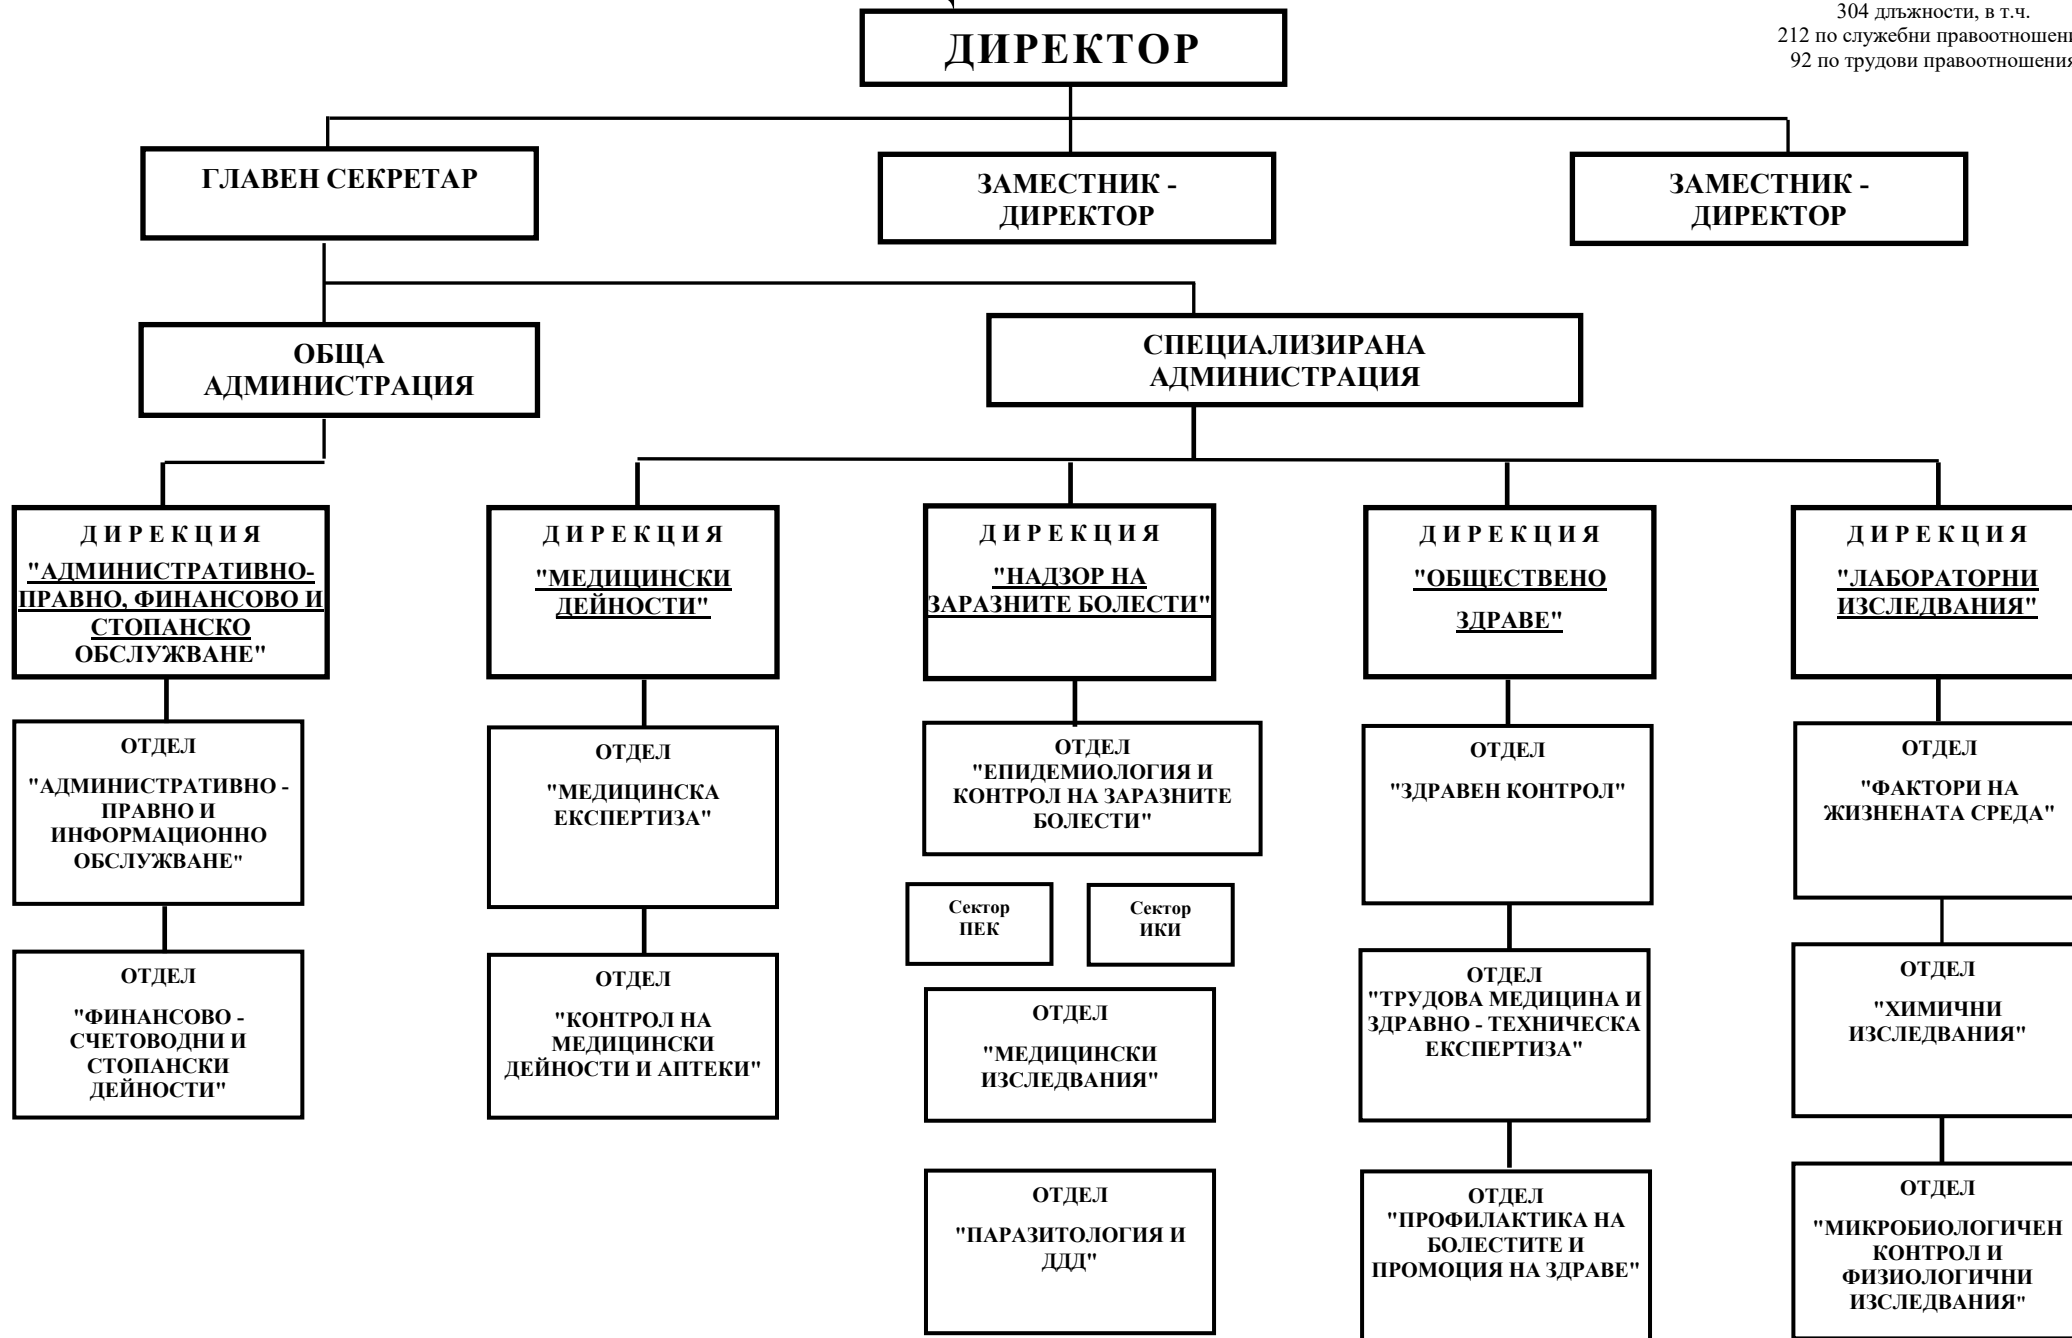 304 длъжности, в т.ч.
212 по служебни правоотношени
92 по трудови правоотношения
ДИРЕКТОР
ГЛАВЕН СЕКРЕТАР
ЗАМЕСТНИК -
ДИРЕКТОР
ЗАМЕСТНИК -
ДИРЕКТОР
ОБЩА
АДМИНИСТРАЦИЯ
СПЕЦИАЛИЗИРАНА
АДМИНИСТРАЦИЯ
Д И Р Е К Ц И Я
"АДМИНИСТРАТИВНО-
ПРАВНО, ФИНАНСОВО И
СТОПАНСКО
ОБСЛУЖВАНЕ"
Д И Р Е К Ц И Я
"МЕДИЦИНСКИ
ДЕЙНОСТИ"
Д И Р Е К Ц И Я
"НАДЗОР НА
ЗАРАЗНИТЕ БОЛЕСТИ"
Д И Р Е К Ц И Я
"ОБЩЕСТВЕНО
ЗДРАВЕ"
Д И Р Е К Ц И Я
"ЛАБОРАТОРНИ
ИЗСЛЕДВАНИЯ"
ОТДЕЛ
"АДМИНИСТРАТИВНО -
ПРАВНО И
ИНФОРМАЦИОННО
ОБСЛУЖВАНЕ"
ОТДЕЛ
"МЕДИЦИНСКА
ЕКСПЕРТИЗА"
ОТДЕЛ
"ЕПИДЕМИОЛОГИЯ И
КОНТРОЛ НА ЗАРАЗНИТЕ
БОЛЕСТИ"
ОТДЕЛ
"ЗДРАВЕН КОНТРОЛ"
ОТДЕЛ
"ФАКТОРИ НА
ЖИЗНЕНАТА СРЕДА"
Сектор
ПЕК
Сектор
ИКИ
ОТДЕЛ
"ФИНАНСОВО -
СЧЕТОВОДНИ И
СТОПАНСКИ
ДЕЙНОСТИ"
ОТДЕЛ
"КОНТРОЛ НА
МЕДИЦИНСКИ
ДЕЙНОСТИ И АПТЕКИ"
ОТДЕЛ
"МЕДИЦИНСКИ
ИЗСЛЕДВАНИЯ"
ОТДЕЛ
"ТРУДОВА МЕДИЦИНА И
ЗДРАВНО - ТЕХНИЧЕСКА
ЕКСПЕРТИЗА"
ОТДЕЛ
"ХИМИЧНИ
ИЗСЛЕДВАНИЯ"
ОТДЕЛ
"ПАРАЗИТОЛОГИЯ И
ДДД"
ОТДЕЛ
"ПРОФИЛАКТИКА НА
БОЛЕСТИТЕ И
ПРОМОЦИЯ НА ЗДРАВЕ"
ОТДЕЛ
"МИКРОБИОЛОГИЧЕН
КОНТРОЛ И
ФИЗИОЛОГИЧНИ
ИЗСЛЕДВАНИЯ"